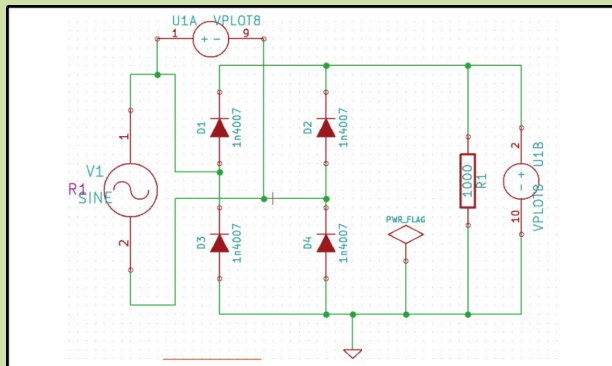 U1A VPLOT8
1 + - 9
D1 1n4007
D2 1n4007
1
V1
R1
SINE
2
D3 1n4007
D4 1n4007
PWR_FLAG
1000 R1
2
- +
U1B
VPLOT8
10